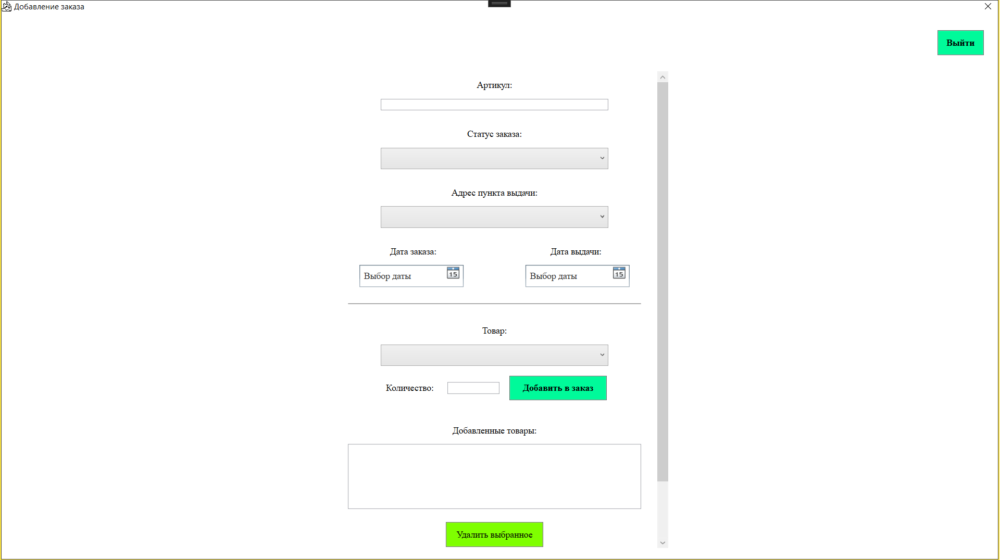 Добавление заказа
Выйти
Артикул:
Статус заказа:
Адрес пункта выдачи:
Дата заказа: Дата выдачи:
Выбор даты 15 Выбор даты 15
Товар:
Количество: Добавить в заказ
Добавленные товары:
Удалить выбранное